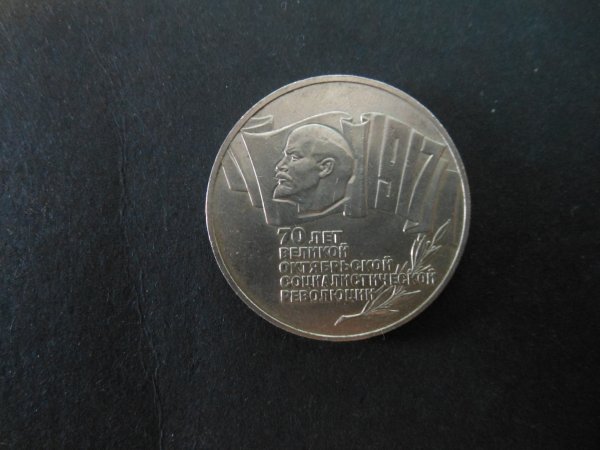 1917
70 ЛЕТ
ВЕЛИКОЙ
ОКТЯБРЬСКОЙ
СОЦИАЛИСТИЧЕСКОЙ
РЕВОЛЮЦИИ